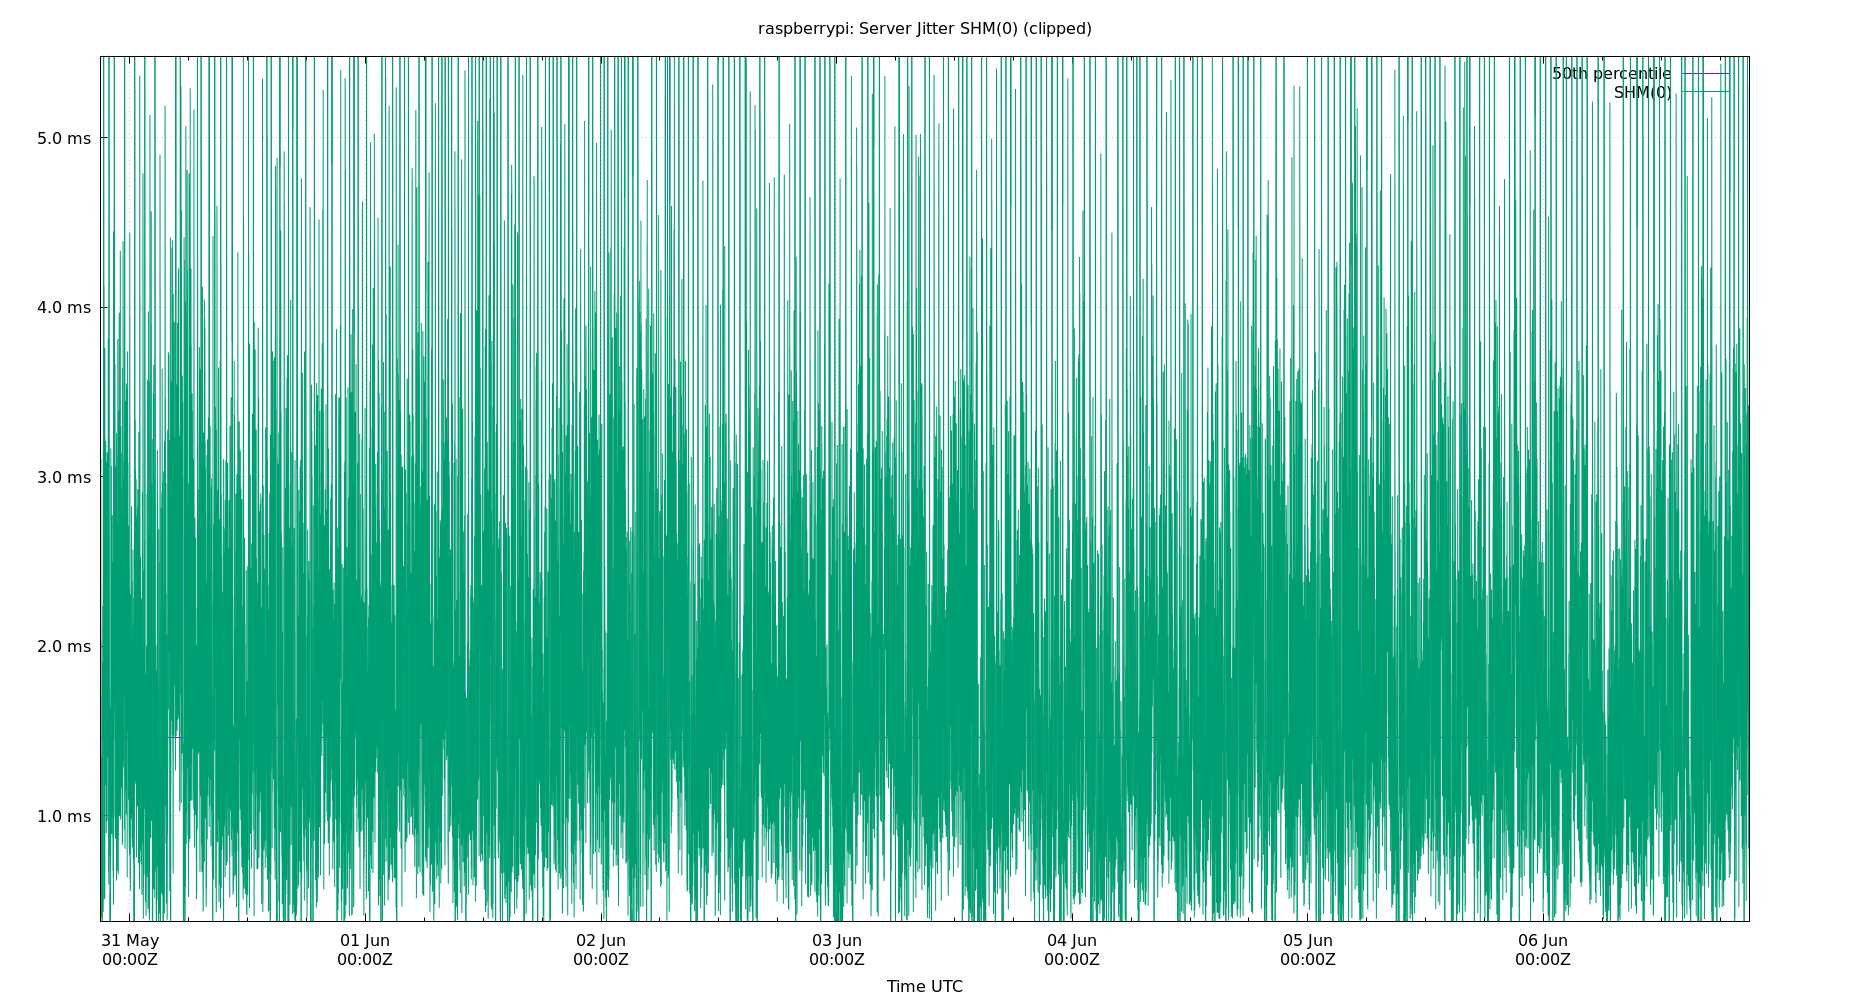 raspberrypi: Server Jitter SHM(0) (clipped)
50th percentile
SHM(0)
5.0 ms
4.0 ms
3.0 ms
2.0 ms
1.0 ms
31 May 01 Jun 02 Jun 03 Jun 04 Jun 05 Jun 06 Jun
00:00Z 00:00Z 00:00Z 00:00Z 00:00Z 00:00Z 00:00Z
Time UTC